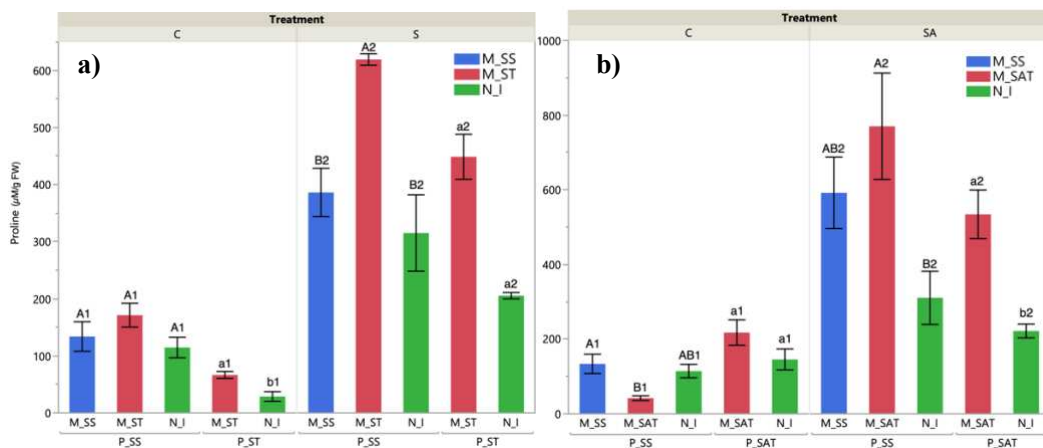 Treatment
C S
a)
M_SS
M_ST
N_I
Proline (µM/g FW)
600
500
400
300
200
100
0
A1 A1 A1 a1 b1 B2 A2 B2 a2 a2
M_SS M_ST N_I M_ST N_I M_SS M_ST N_I M_ST N_I
P_SS P_ST P_SS P_ST
Treatment
C SA
b)
M_SS
M_SAT
N_I
1000
800
600
400
200
0
A1 B1 AB1 a1 a1 AB2 A2 B2 a2 b2
M_SS M_SAT N_I M_SAT N_I M_SS M_SAT N_I M_SAT N_I
P_SS P_SAT P_SS P_SAT